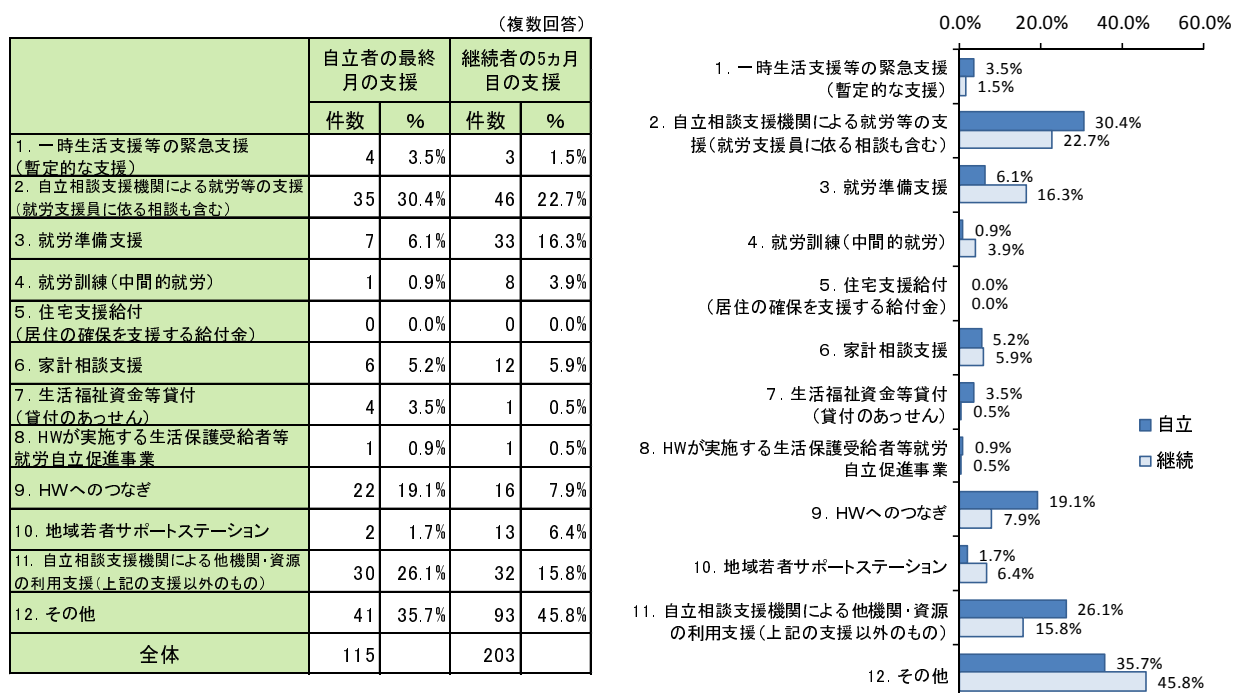 （複数回答）
自立者の最終
月の支援
継続者の5ヵ月
目の支援
件数 % 件数 %
1．一時生活支援等の緊急支援
（暫定的な支援）
4 3.5% 3 1.5%
2．自立相談支援機関による就労等の支援
（就労支援員に依る相談も含む）
35 30.4% 46 22.7%
3．就労準備支援 7 6.1% 33 16.3%
4．就労訓練（中間的就労） 1 0.9% 8 3.9%
5．住宅支援給付
（居住の確保を支援する給付金）
0 0.0% 0 0.0%
6．家計相談支援 6 5.2% 12 5.9%
7．生活福祉資金等貸付
（貸付のあっせん）
4 3.5% 1 0.5%
8．HWが実施する生活保護受給者等
就労自立促進事業
1 0.9% 1 0.5%
9．HWへのつなぎ 22 19.1% 16 7.9%
10．地域若者サポートステーション 2 1.7% 13 6.4%
11．自立相談支援機関による他機関・資源
の利用支援（上記の支援以外のもの）
30 26.1% 32 15.8%
12．その他 41 35.7% 93 45.8%
全体 115 203
0.0% 20.0% 40.0% 60.0%
1．一時生活支援等の緊急支援
（暫定的な支援）
3.5%
1.5%
2．自立相談支援機関による就労等の支
援（就労支援員に依る相談も含む）
30.4%
22.7%
3．就労準備支援
6.1%
16.3%
4．就労訓練（中間的就労）
0.9%
3.9%
5．住宅支援給付
（居住の確保を支援する給付金）
0.0%
0.0%
6．家計相談支援
5.2%
5.9%
7．生活福祉資金等貸付
（貸付のあっせん）
3.5%
0.5%
8．HWが実施する生活保護受給者等就労
自立促進事業
0.9%
0.5%
9．HWへのつなぎ
19.1%
7.9%
10．地域若者サポートステーション
1.7%
6.4%
11．自立相談支援機関による他機関・資源
の利用支援（上記の支援以外のもの）
26.1%
15.8%
12．その他
35.7%
45.8%
自立
継続